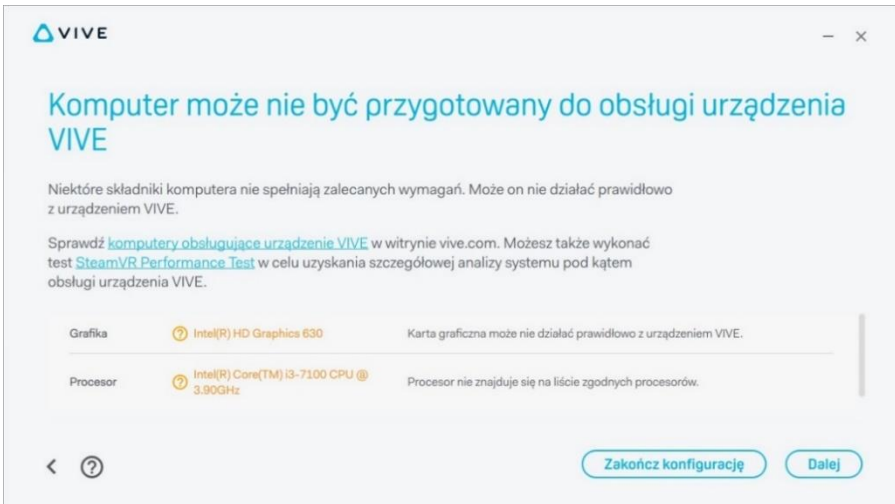 VIVE
Komputer może nie być przygotowany do obsługi urządzenia
VIVE
Niektóre składniki komputera nie spełniają zalecanych wymagań. Może on nie działać prawidłowo
z urządzeniem VIVE.
Sprawdź komputery obsługujące urządzenie VIVE w witrynie vive.com. Możesz także wykonać
test SteamVR Performance Test w celu uzyskania szczegółowej analizy systemu pod kątem
obsługi urządzenia VIVE.
Grafika Intel(R) HD Graphics 630 Karta graficzna może nie działać prawidłowo z urządzeniem VIVE.
Procesor Intel(R) Core(TM) i3-7100 CPU @ 3.90GHz Procesor nie znajduje się na liście zgodnych procesorów.
Zakończ konfigurację Dalej